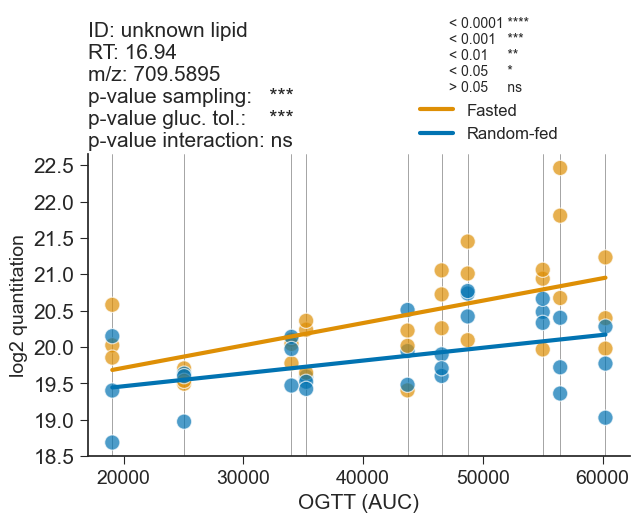 ID: unknown lipid
RT: 16.94
m/z: 709.5895
p-value sampling: ***
p-value gluc. tol.: ***
p-value interaction: ns
< 0.0001 ****
< 0.001 ***
< 0.01 **
< 0.05 *
> 0.05 ns
Fasted
Random-fed
22.5
22.0
21.5
21.0
20.5
20.0
19.5
19.0
18.5
log2 quantitation
20000 30000 40000 50000 60000
OGTT (AUC)